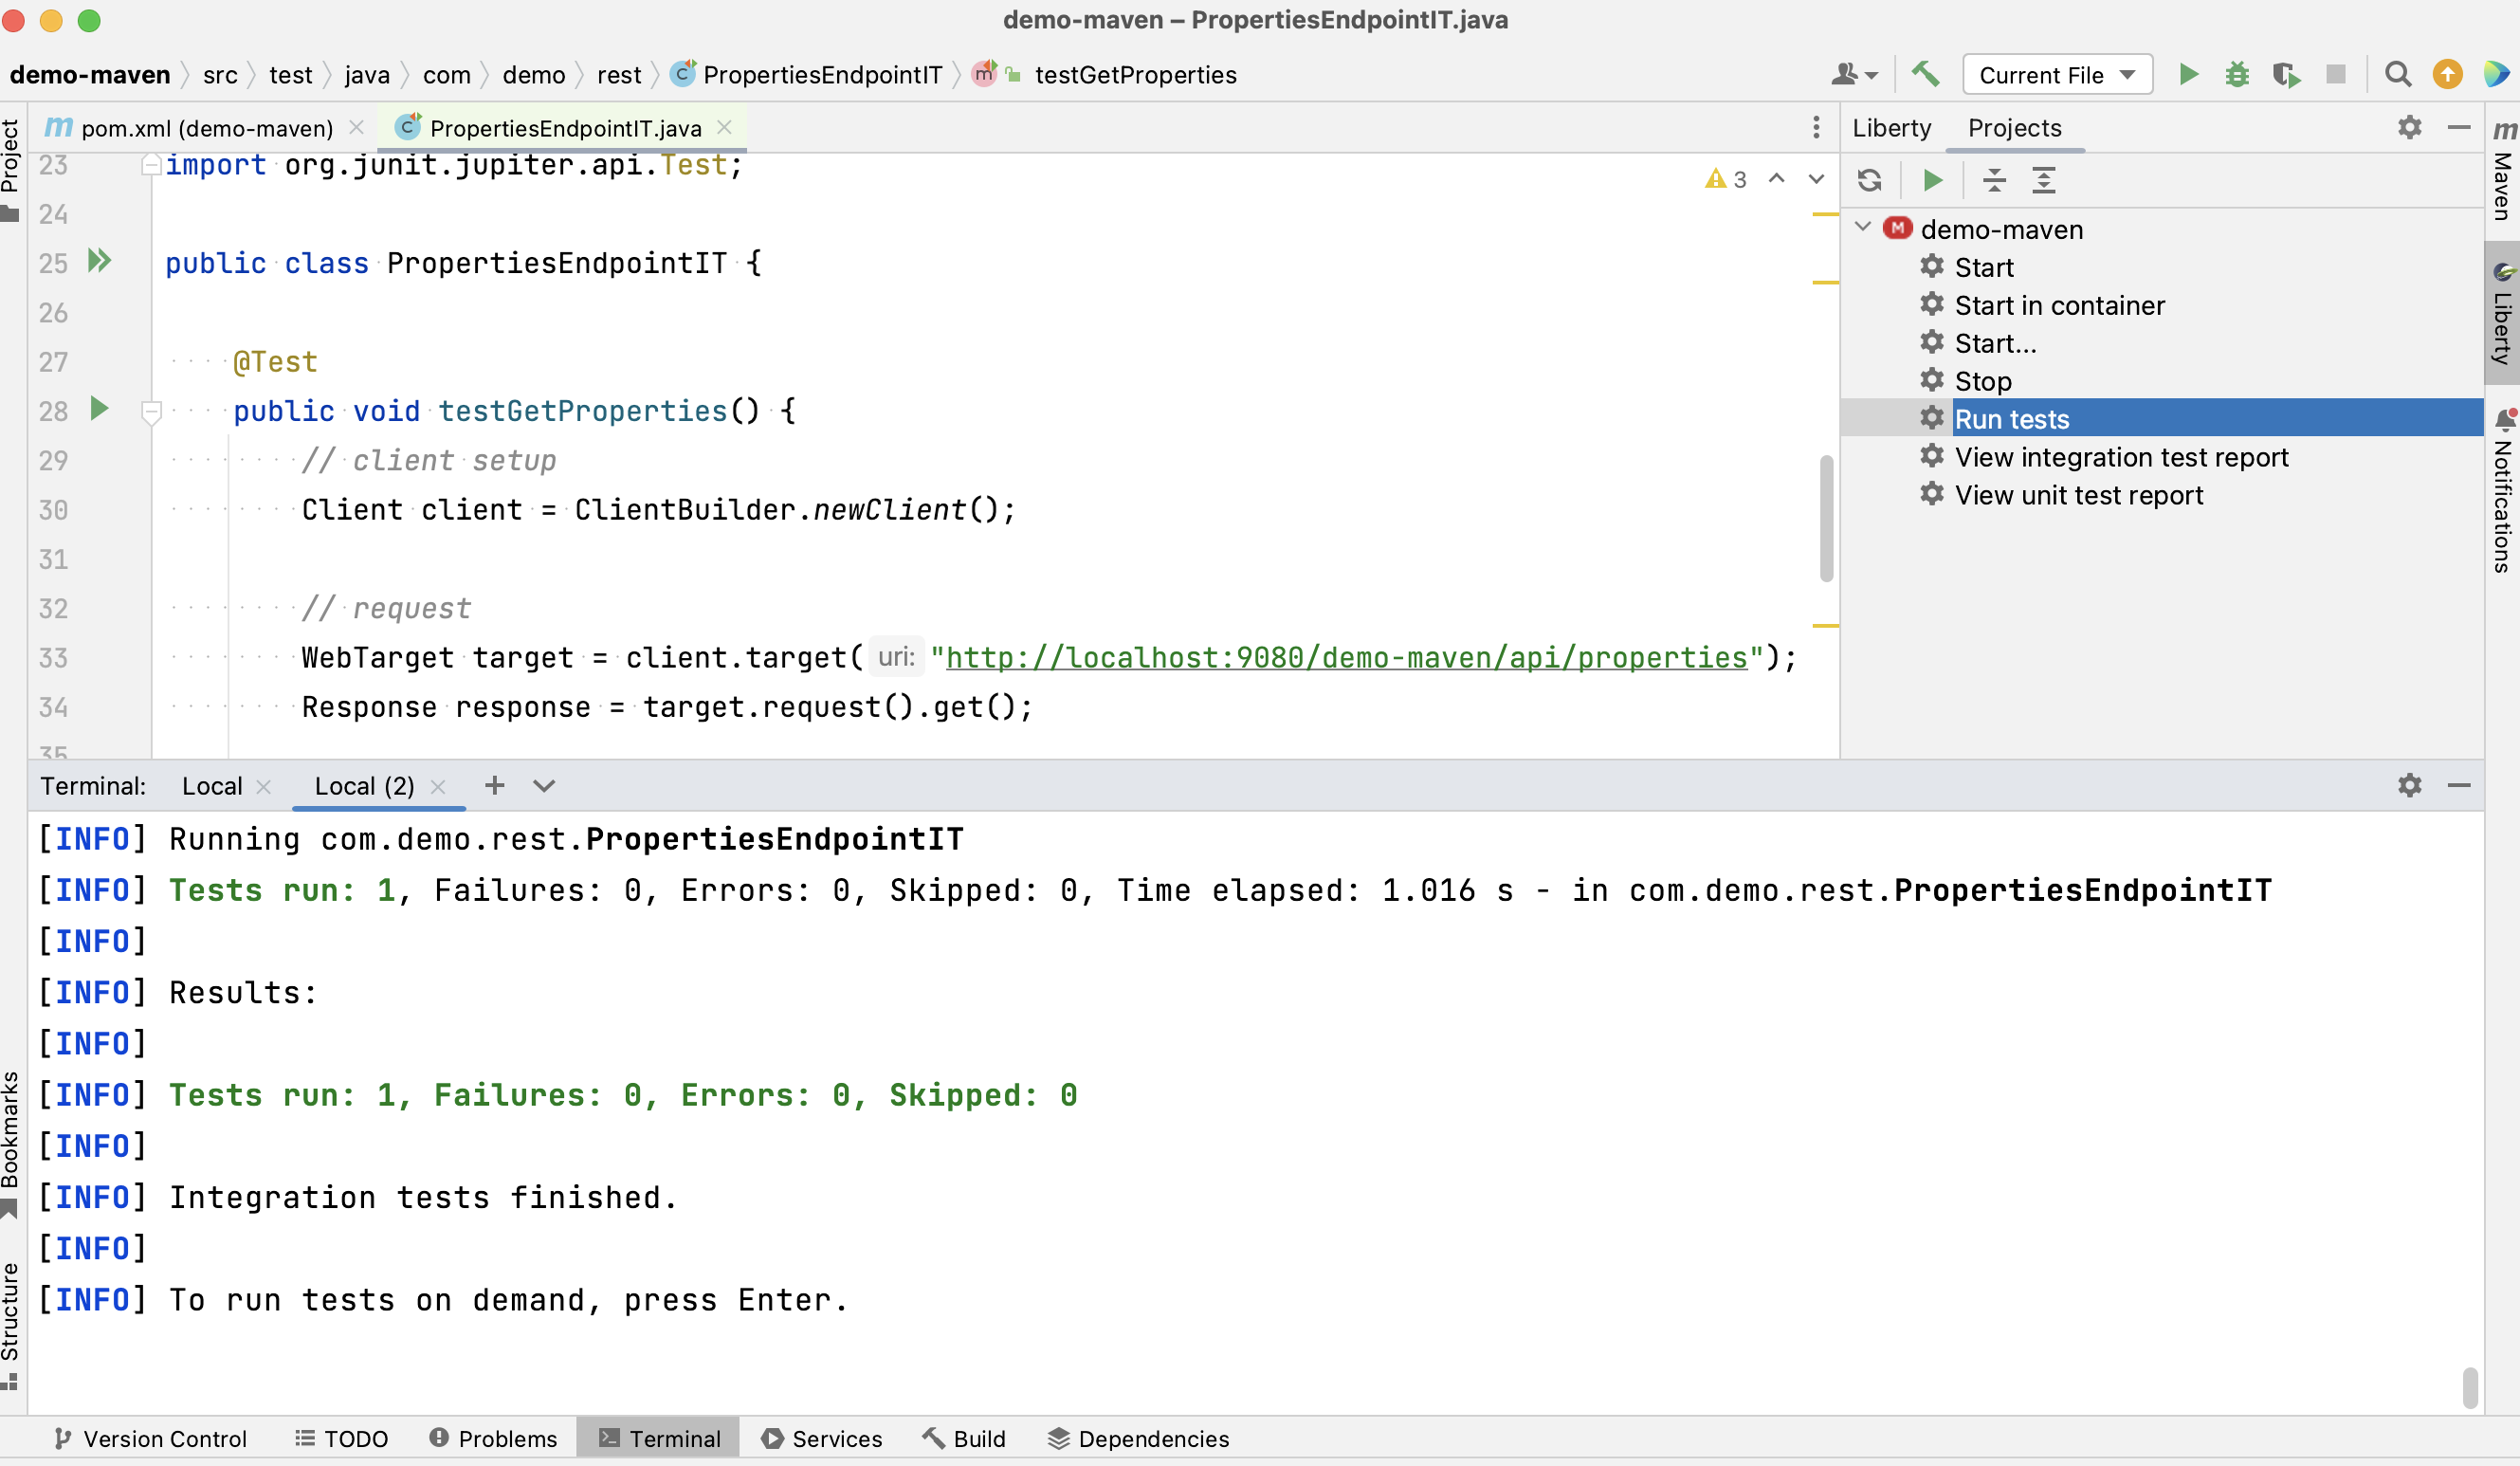 demo-maven – PropertiesEndpointIT.java
demo-maven src test java com demo rest PropertiesEndpointIT testGetProperties
Current File
Project
pom.xml (demo-maven)
PropertiesEndpointIT.java
23 import org.junit.jupiter.api.Test;
24
25 public class PropertiesEndpointIT {
26
27 @Test
28 public void testGetProperties() {
29 // client setup
30 Client client = ClientBuilder.newClient();
31
32 // request
33 WebTarget target = client.target( uri: "http://localhost:9080/demo-maven/api/properties");
34 Response response = target.request().get();
35
3
Liberty Projects
demo-maven
Start
Start in container
Start...
Stop
Run tests
View integration test report
View unit test report
Maven
Liberty
Notifications
Terminal: Local Local (2)
[INFO] Running com.demo.rest.PropertiesEndpointIT
[INFO] Tests run: 1, Failures: 0, Errors: 0, Skipped: 0, Time elapsed: 1.016 s - in com.demo.rest.PropertiesEndpointIT
[INFO]
[INFO] Results:
[INFO]
[INFO] Tests run: 1, Failures: 0, Errors: 0, Skipped: 0
[INFO]
[INFO] Integration tests finished.
[INFO]
[INFO] To run tests on demand, press Enter.
Bookmarks
Structure
Version Control TODO Problems Terminal Services Build Dependencies